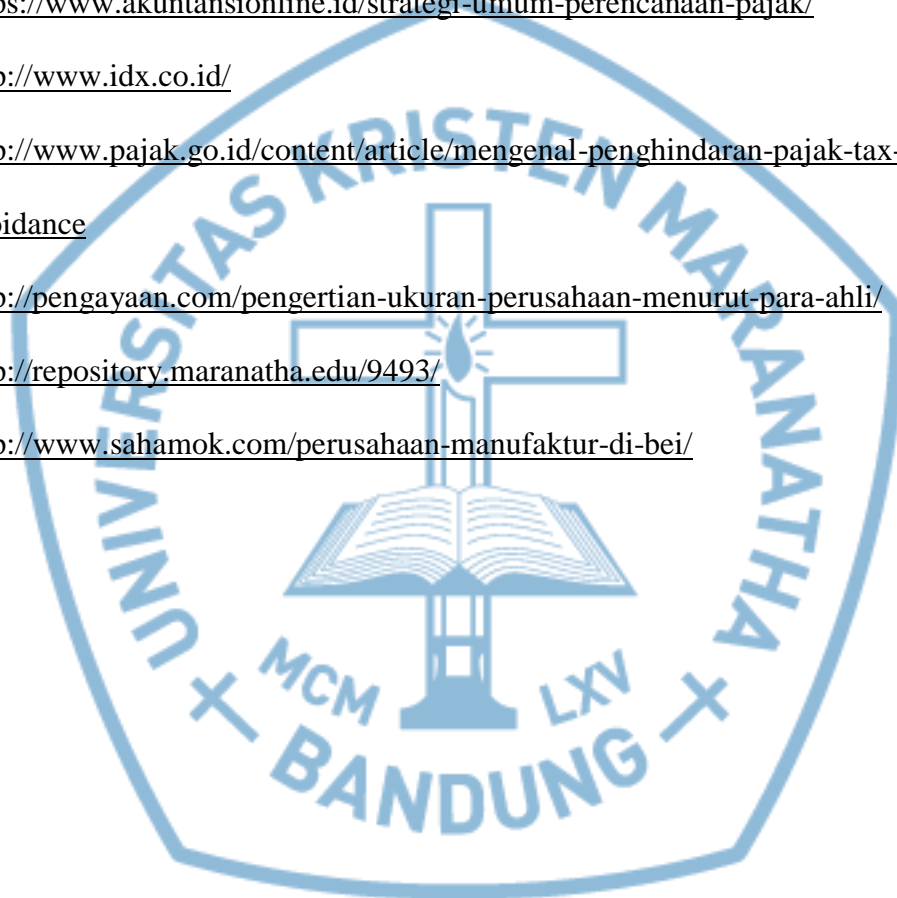 ps://www.akuntansionline.id/strategi-umum-perencanaan-pajak/
p://www.idx.co.id/
p://www.pajak.go.id/content/article/mengenal-penghindaran-pajak-tax-
oidance
p://pengayaan.com/pengertian-ukuran-perusahaan-menurut-para-ahli/
p://repository.maranatha.edu/9493/
p://www.sahamok.com/perusahaan-manufaktur-di-bei/
UNIVERSITAS KRISTEN MARANATHA
MCM LXV
BANDUNG